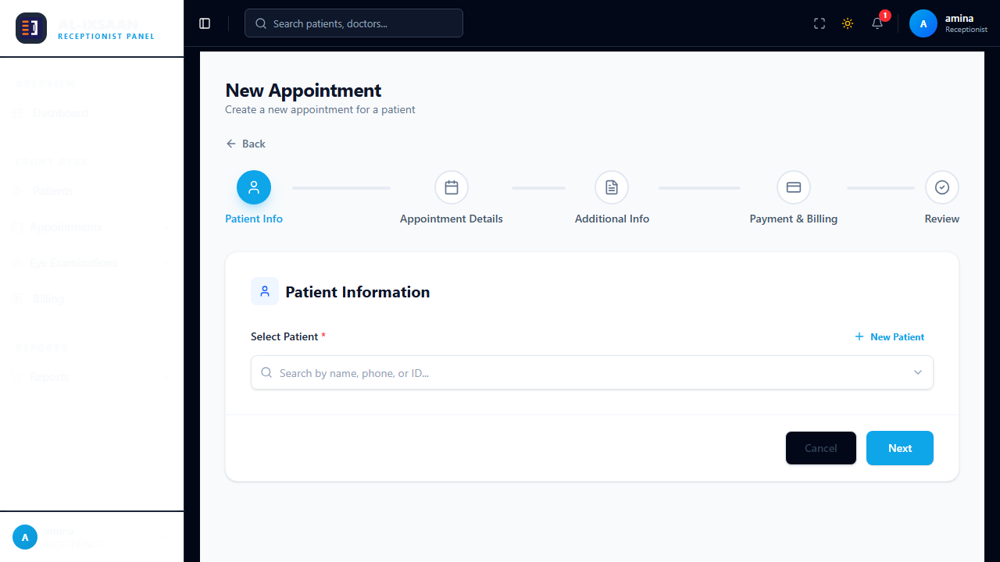 AL-IXSAAN
RECEPTIONIST PANEL
OVERVIEW
Dashboard
FRONT DESK
Patients
Appointments
Eye Examinations
Billing
REPORTS
Reports
A
amina
RECEPTIONIST
Search patients, doctors...
1
A
amina
Receptionist
New Appointment
Create a new appointment for a patient
Back
Patient Info
Appointment Details
Additional Info
Payment & Billing
Review
Patient Information
Select Patient *
New Patient
Search by name, phone, or ID...
Cancel
Next